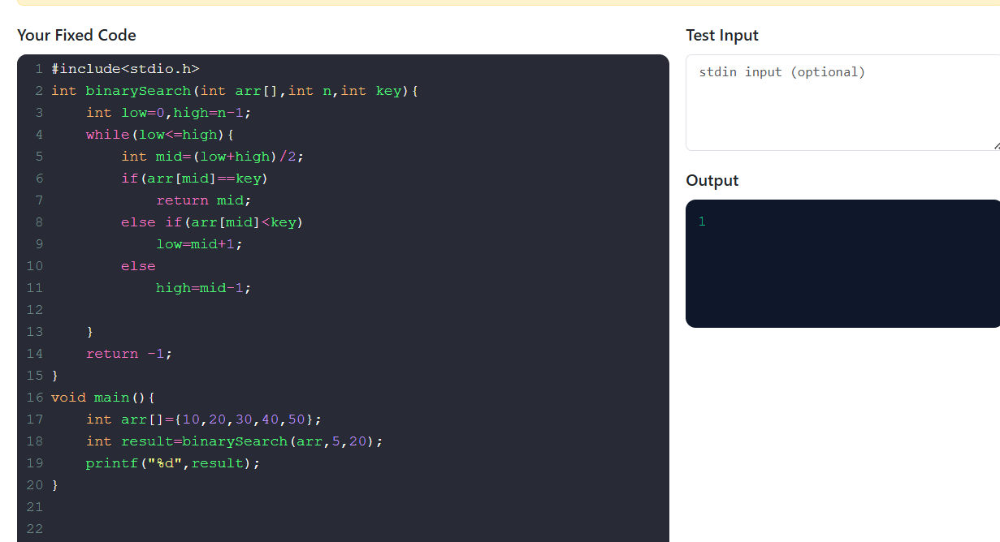 Your Fixed Code
1 #include<stdio.h>
2 int binarySearch(int arr[],int n,int key){
3     int low=0,high=n-1;
4     while(low<=high){
5         int mid=(low+high)/2;
6         if(arr[mid]==key)
7             return mid;
8         else if(arr[mid]<key)
9             low=mid+1;
10         else
11             high=mid-1;
12
13     }
14     return -1;
15 }
16 void main(){
17     int arr[]={10,20,30,40,50};
18     int result=binarySearch(arr,5,20);
19     printf("%d",result);
20 }
21
22
Test Input
stdin input (optional)
Output
1